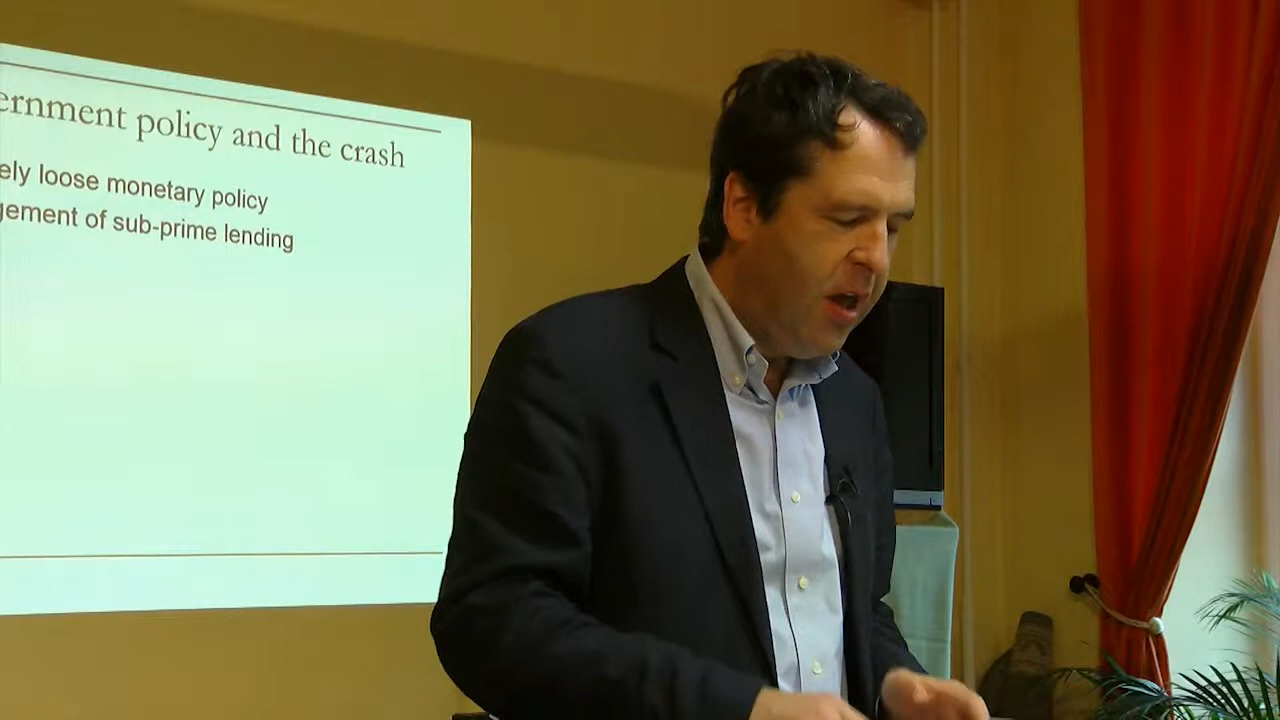 ernment policy and the crash
ely loose monetary policy
gement of sub-prime lending